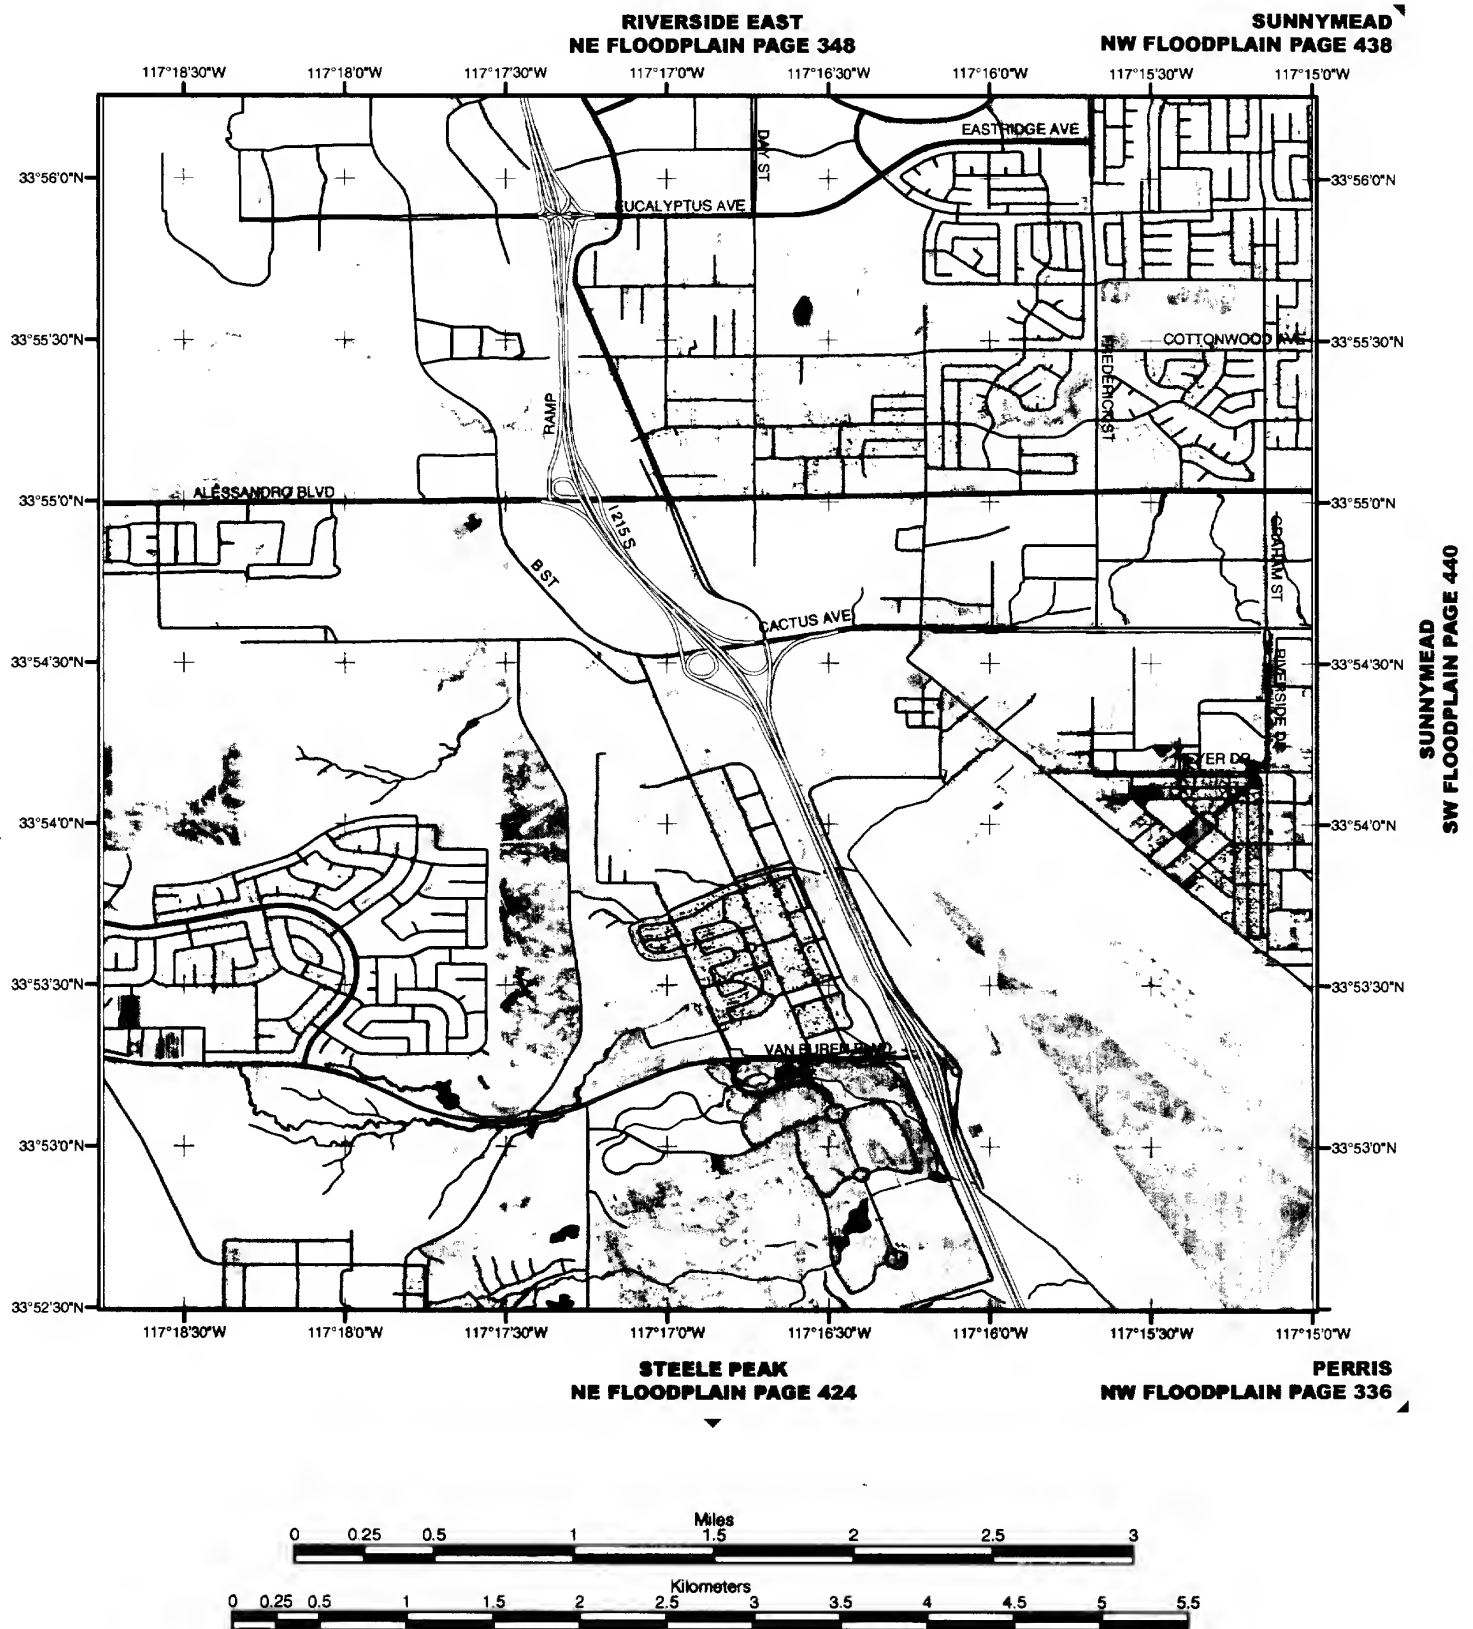 RIVERSIDE EAST
NE FLOODPLAIN PAGE 348
SUNNYMEAD
NW FLOODPLAIN PAGE 438
117°18'30"W 117°18'0"W 117°17'30"W 117°17'0"W 117°16'30"W 117°16'0"W 117°15'30"W 117°15'0"W
EASTRIDGE AVE
DAY ST
33°56'0"N 33°56'0"N
EUCALYPTUS AVE
33°55'30"N 33°55'30"N
COTTONWOOD AVE
FREDERICK ST
RAMP
ALESSANDRO BLVD
33°55'0"N 33°55'0"N
I 215 S
GRAHAM ST
B ST
CACTUS AVE
33°54'30"N 33°54'30"N
RIVERSIDE DR
SUNNYMEAD
SW FLOODPLAIN PAGE 440
33°54'0"N 33°54'0"N
33°53'30"N 33°53'30"N
VAN BUREN BLVD
33°53'0"N 33°53'0"N
33°52'30"N
117°18'30"W 117°18'0"W 117°17'30"W 117°17'0"W 117°16'30"W 117°16'0"W 117°15'30"W 117°15'0"W
STEELE PEAK
NE FLOODPLAIN PAGE 424
PERRIS
NW FLOODPLAIN PAGE 336
Miles
0 0.25 0.5 1 1.5 2 2.5 3
Kilometers
0 0.25 0.5 1 1.5 2 2.5 3 3.5 4 4.5 5 5.5